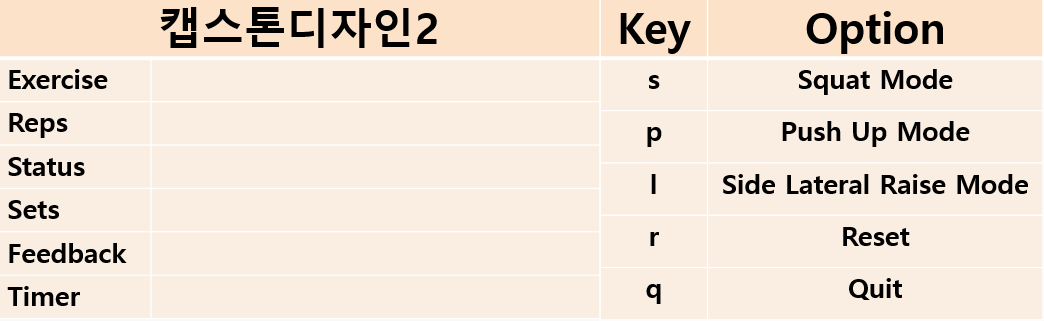 캡스톤디자인2 Key Option
Exercise
Reps
Status
Sets
Feedback
Timer
s Squat Mode
p Push Up Mode
l Side Lateral Raise Mode
r Reset
q Quit